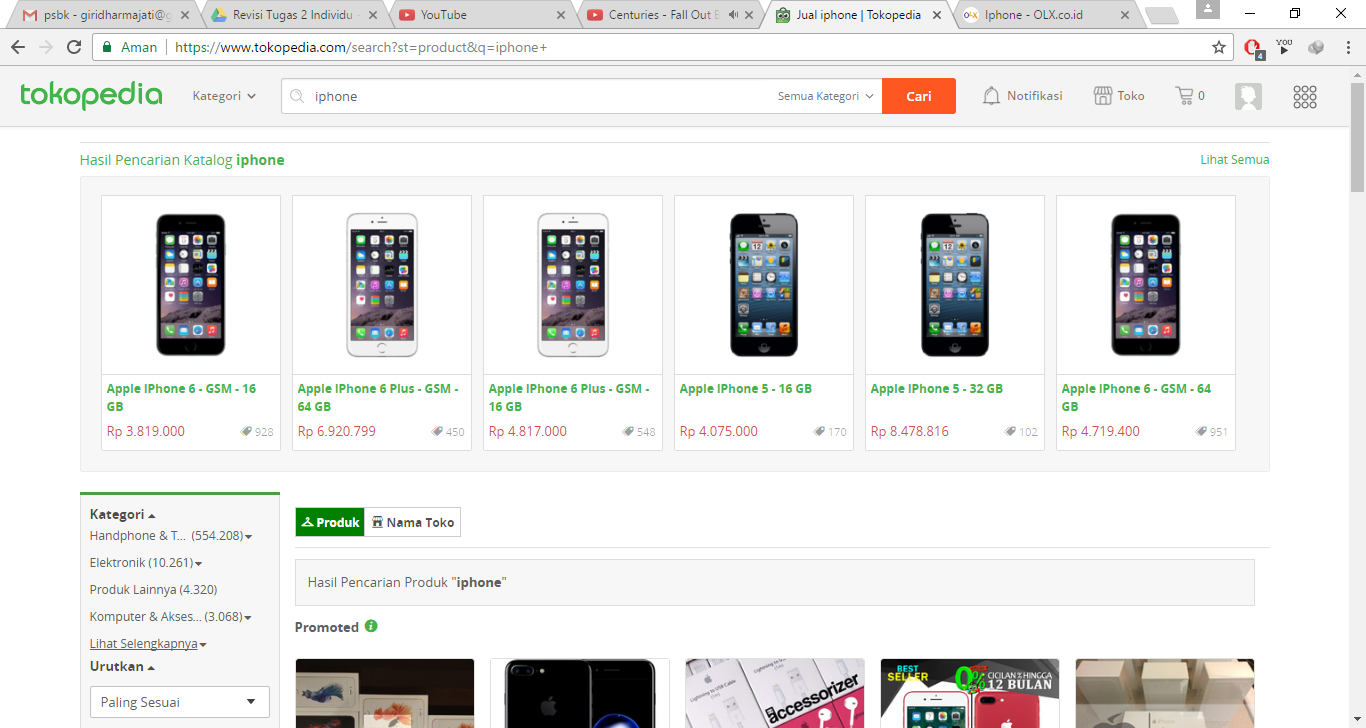 psbk - giridharmajati@g
Revisi Tugas 2 Individu
YouTube
Centuries - Fall Out B
Jual iphone | Tokopedia
Iphone - OLX.co.id
Aman
https://www.tokopedia.com/search?st=product&q=iphone+
4
YOU
tokopedia
Kategori
iphone
Semua Kategori
Cari
Notifikasi
Toko
0
Hasil Pencarian Katalog iphone
Lihat Semua
Apple IPhone 6 - GSM - 16
GB
Rp 3.819.000
928
Apple IPhone 6 Plus - GSM -
64 GB
Rp 6.920.799
450
Apple IPhone 6 Plus - GSM -
16 GB
Rp 4.817.000
548
Apple IPhone 5 - 16 GB
Rp 4.075.000
170
Apple IPhone 5 - 32 GB
Rp 8.478.816
102
Apple IPhone 6 - GSM - 64
GB
Rp 4.719.400
951
Kategori
Handphone & T... (554.208)
Elektronik (10.261)
Produk Lainnya (4.320)
Komputer & Akses... (3.068)
Lihat Selengkapnya
Urutkan
Paling Sesuai
Produk
Nama Toko
Hasil Pencarian Produk "iphone"
Promoted
Lightning to USB Cable
Accessorizer
BEST
SELLER
0%
CICILAN 0% HINGGA
12 BULAN